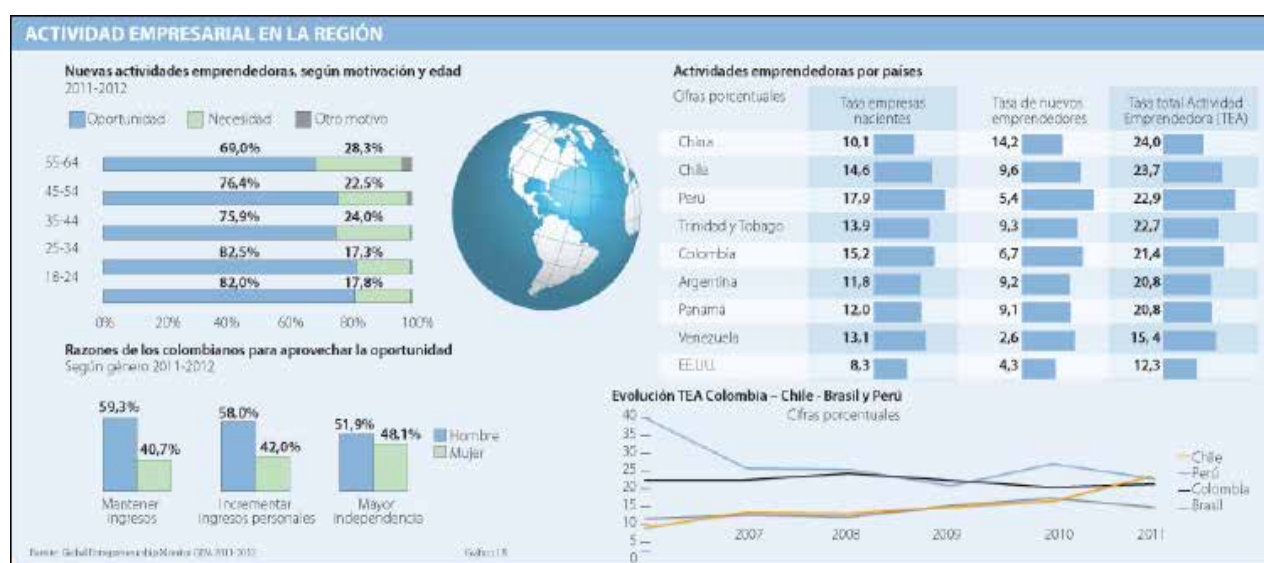 ACTIVIDAD EMPRESARIAL EN LA REGIÓN
Nuevas actividades emprendedoras, según motivación y edad
2011-2012
Oportunidad Necesidad Otro motivo
69,0% 28,3%
55-64
76,4% 22,5%
45-54
75,9% 24,0%
35-44
82,5% 17,3%
25-34
82,0% 17,8%
18-24
0% 20% 40% 60% 80% 100%
Razones de los colombianos para aprovechar la oportunidad
Según género 2011-2012
59,3% 40,7%
58,0% 42,0%
51,9% 48,1%
Hombre
Mujer
Mantener ingresos
Incrementar ingresos personales
Mayor independencia
Fuente: Global Entrepreneurship Monitor GEM 2011-2012
Actividades emprendedoras por países
Cifras porcentuales
Tasa empresas nacientes
Tasa de nuevos emprendedores
Tasa total Actividad Emprendedora (TEA)
China 10,1 14,2 24,0
Chile 14,6 9,6 23,7
Perú 17,9 5,4 22,9
Trinidad y Tobago 13,9 9,3 22,7
Colombia 15,2 6,7 21,4
Argentina 11,8 9,2 20,8
Panamá 12,0 9,1 20,8
Venezuela 13,1 2,6 15,4
EE.UU. 8,3 4,3 12,3
Evolución TEA Colombia – Chile - Brasil y Perú
Cifras porcentuales
40
35
30
25
20
15
10
5
0
2007 2008 2009 2010 2011
Chile
Perú
Colombia
Brasil